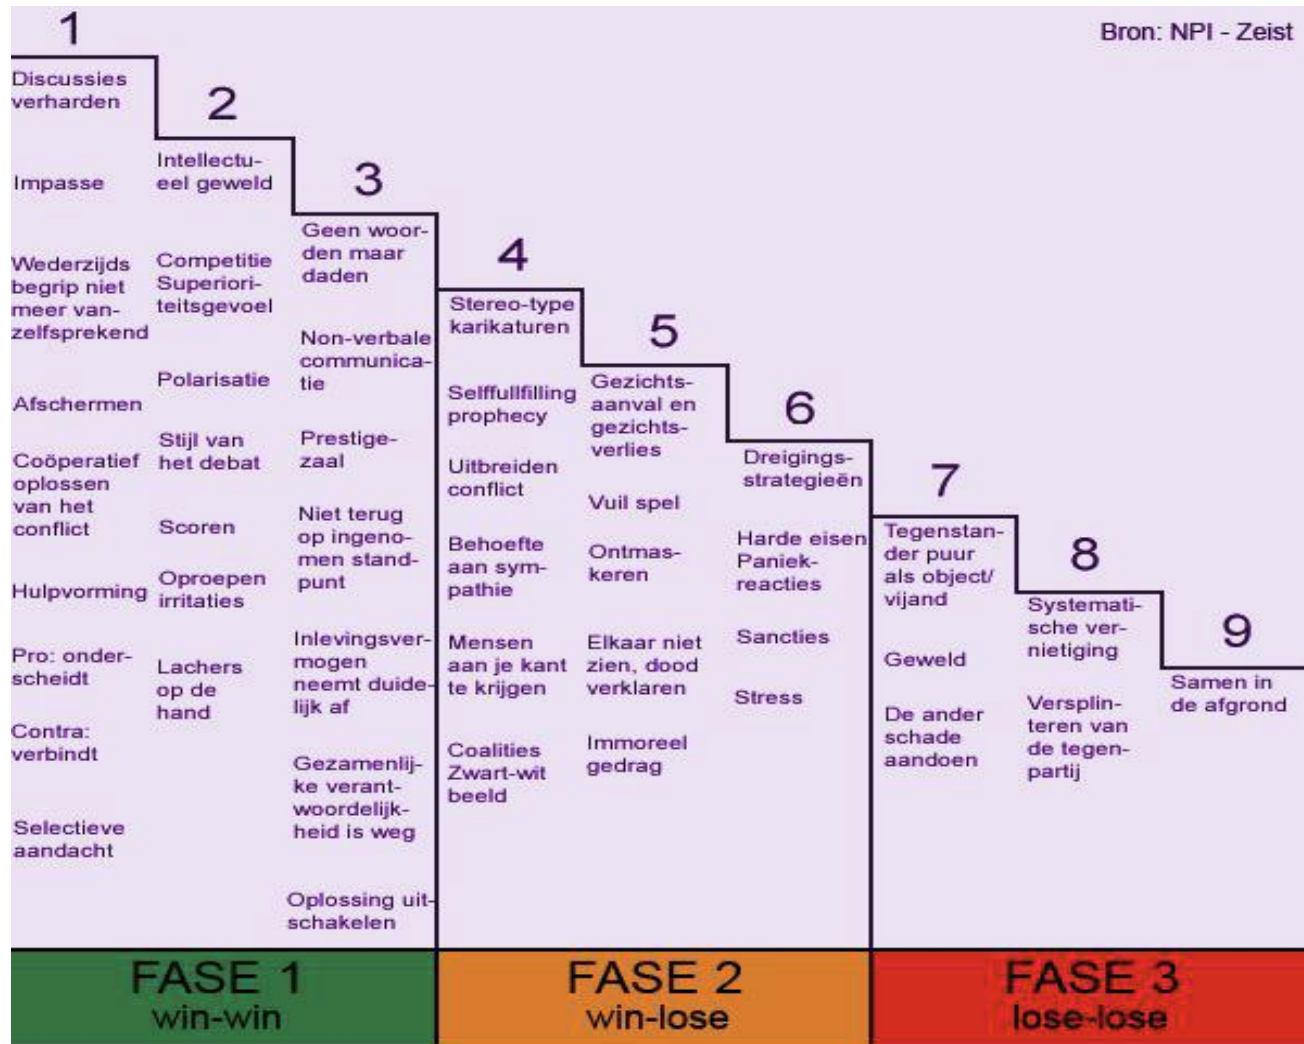 Bron: NPI - Zeist
1
Discussies
verharden
Impasse
Wederzijds
begrip niet
meer van-
zelfsprekend
Afschermen
Coöperatief
oplossen
van het
conflict
Hulpvorming
Pro: onder-
scheidt
Contra:
verbindt
Selectieve
aandacht
2
Intellectu-
eel geweld
Competitie
Superiori-
teitsgevoel
Polarisatie
Stijl van
het debat
Scoren
Oproepen
irritaties
Lachers
op de
hand
3
Geen woor-
den maar
daden
Non-verbale
communica-
tie
Prestige-
zaal
Niet terug
op ingeno-
men stand-
punt
Inlevingsver-
mogen
neemt duide-
lijk af
Gezamenlij-
ke verant-
woordelijk-
heid is weg
Oplossing uit-
schakelen
4
Stereo-type
karikaturen
Selffullfilling
prophecy
Uitbreiden
conflict
Behoefte
aan sym-
pathie
Mensen
aan je kant
te krijgen
Coalities
Zwart-wit
beeld
5
Gezichts-
aanval en
gezichts-
verlies
Vuil spel
Ontmas-
keren
Elkaar niet
zien, dood
verklaren
Immoreel
gedrag
6
Dreigings-
strategieën
Harde eisen
Paniek-
reacties
Sancties
Stress
7
Tegenstan-
der puur
als object/
vijand
Geweld
De ander
schade
aandoen
8
Systemati-
sche ver-
nietiging
Versplin-
teren van
de tegen-
partij
9
Samen in
de afgrond
FASE 1
win-win
FASE 2
win-lose
FASE 3
lose-lose